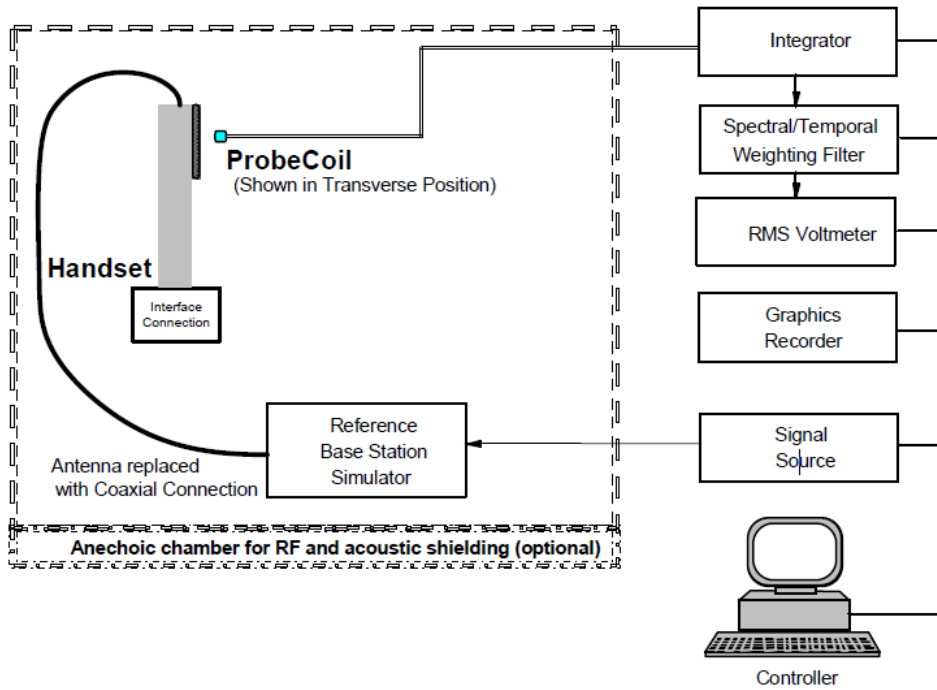 Integrator
Spectral/Temporal
Weighting Filter
RMS Voltmeter
Graphics
Recorder
Signal
Source
Controller
ProbeCoil
(Shown in Transverse Position)
Handset
Interface
Connection
Reference
Base Station
Simulator
Antenna replaced
with Coaxial Connection
Anechoic chamber for RF and acoustic shielding (optional)